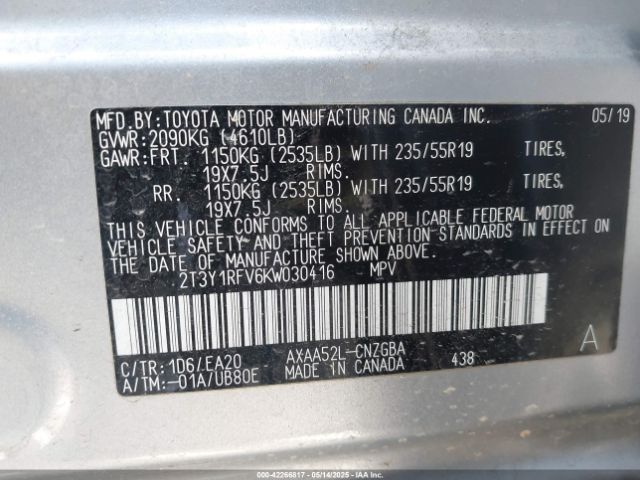 MFD.BY:TOYOTA MOTOR MANUFACTURING CANADA INC. 05/19
GVWR:2090KG (4610LB)
GAWR:FRT. 1150KG (2535LB) WITH 235/55R19 TIRES,
19X7.5J RIMS.
RR. 1150KG (2535LB) WITH 235/55R19 TIRES,
19X7.5J RIMS.
THIS VEHICLE CONFORMS TO ALL APPLICABLE FEDERAL MOTOR
VEHICLE SAFETY AND THEFT PREVENTION STANDARDS IN EFFECT ON
THE DATE OF MANUFACTURE SHOWN ABOVE.
2T3Y1RFV6KW030416 MPV
C/TR:1D6/.EA20 AXAA52L-CNZGBA 438 A
A/TM:-01A/UB80E MADE IN CANADA
000-42266817 - 05/14/2025 - IAAI